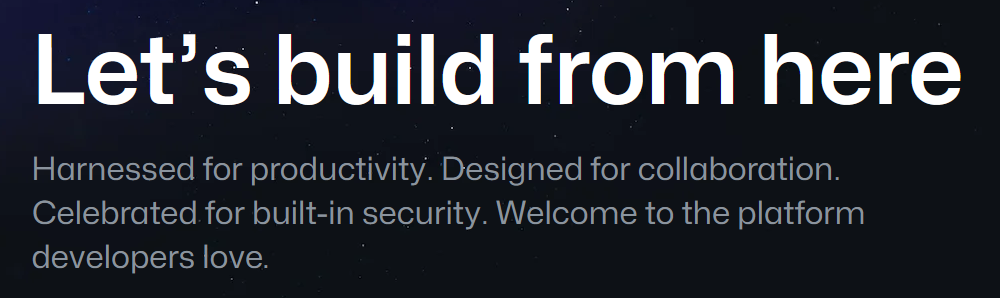 Let’s build from here
Harnessed for productivity. Designed for collaboration.
Celebrated for built-in security. Welcome to the platform
developers love.